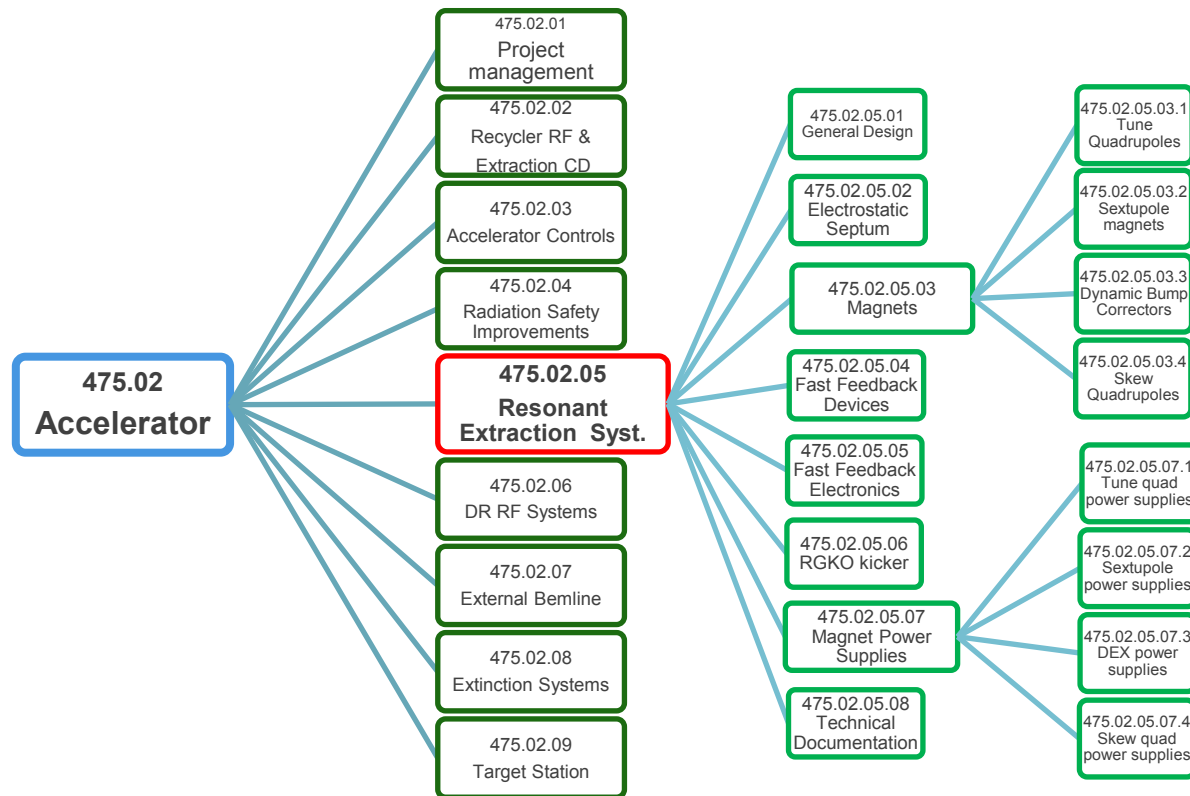 475.02
Accelerator
475.02.01
Project
management
475.02.02
Recycler RF &
Extraction CD
475.02.03
Accelerator Controls
475.02.04
Radiation Safety
Improvements
475.02.05
Resonant
Extraction Syst.
475.02.06
DR RF Systems
475.02.07
External Bemline
475.02.08
Extinction Systems
475.02.09
Target Station
475.02.05.01
General Design
475.02.05.02
Electrostatic
Septum
475.02.05.03
Magnets
475.02.05.04
Fast Feedback
Devices
475.02.05.05
Fast Feedback
Electronics
475.02.05.06
RGKO kicker
475.02.05.07
Magnet Power
Supplies
475.02.05.08
Technical
Documentation
475.02.05.03.1
Tune
Quadrupoles
475.02.05.03.2
Sextupole
magnets
475.02.05.03.3
Dynamic Bump
Correctors
475.02.05.03.4
Skew
Quadrupoles
475.02.05.07.1
Tune quad
power supplies
475.02.05.07.2
Sextupole
power supplies
475.02.05.07.3
DEX power
supplies
475.02.05.07.4
Skew quad
power supplies